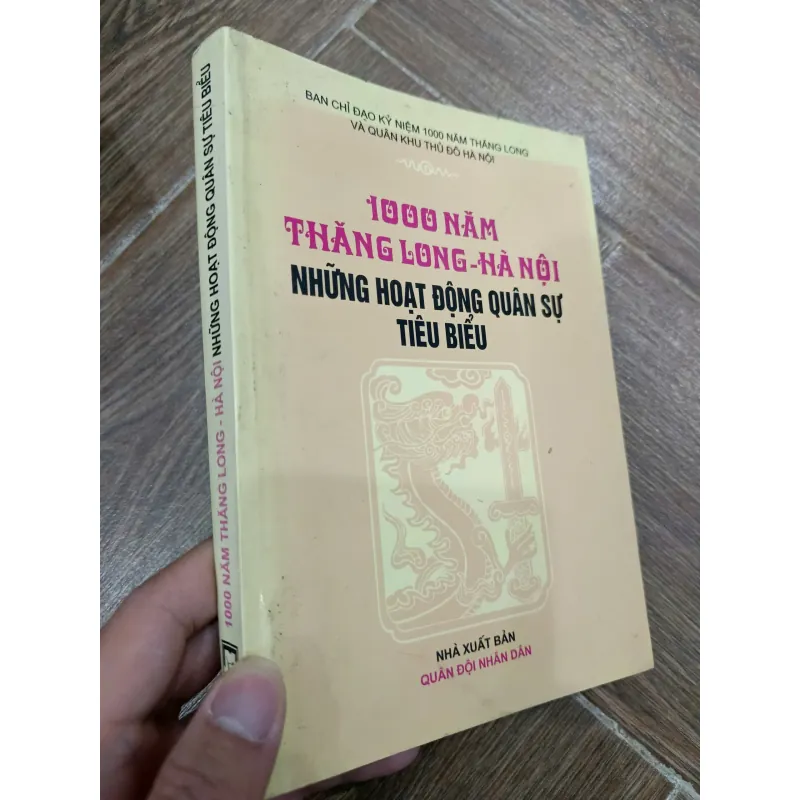 BAN CHỈ ĐẠO KỶ NIỆM 1000 NĂM THĂNG LONG
VÀ QUÂN KHU THỦ ĐÔ HÀ NỘI
1000 NĂM
THĂNG LONG-HÀ NỘI
NHỮNG HOẠT ĐỘNG QUÂN SỰ
TIÊU BIỂU
NHÀ XUẤT BẢN
QUÂN ĐỘI NHÂN DÂN
1000 NĂM THĂNG LONG - HÀ NỘI NHỮNG HOẠT ĐỘNG QUÂN SỰ TIÊU BIỂU